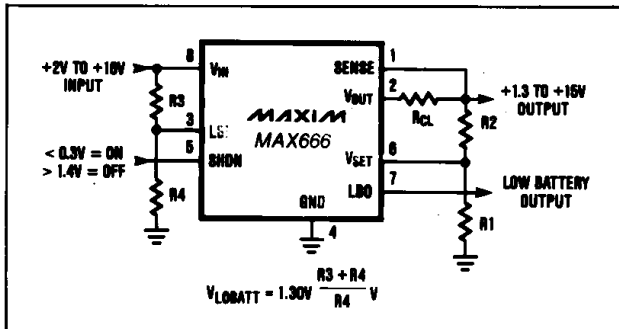 8
1
+2V TO +16V
INPUT
VIN
SENSE
2
VOUT
+1.3 TO +15V
OUTPUT
R3
RCL
R2
MAXIM
MAX666
3
LBI
5
SHDN
< 0.3V = ON
> 1.4V = OFF
6
VSET
R4
7
LBO
LOW BATTERY
OUTPUT
GND
R1
4
VLOBATT = 1.30V R3 + R4
R4 V